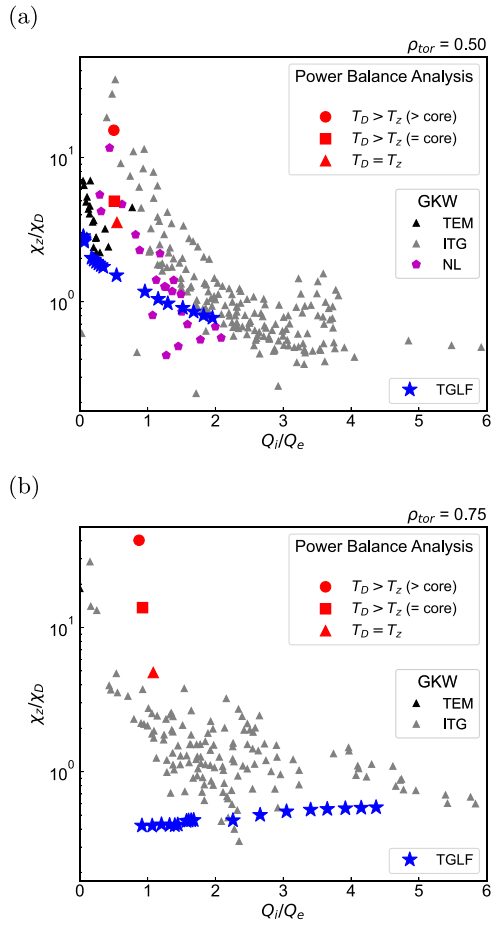 (a)
ρtor = 0.50
Power Balance Analysis
TD > Tz (> core)
TD > Tz (= core)
TD = Tz
GKW
TEM
ITG
NL
TGLF
χz/χD
10^1
10^0
0 1 2 3 4 5 6
Qi/Qe
(b)
ρtor = 0.75
Power Balance Analysis
TD > Tz (> core)
TD > Tz (= core)
TD = Tz
GKW
TEM
ITG
TGLF
χz/χD
10^1
10^0
0 1 2 3 4 5 6
Qi/Qe